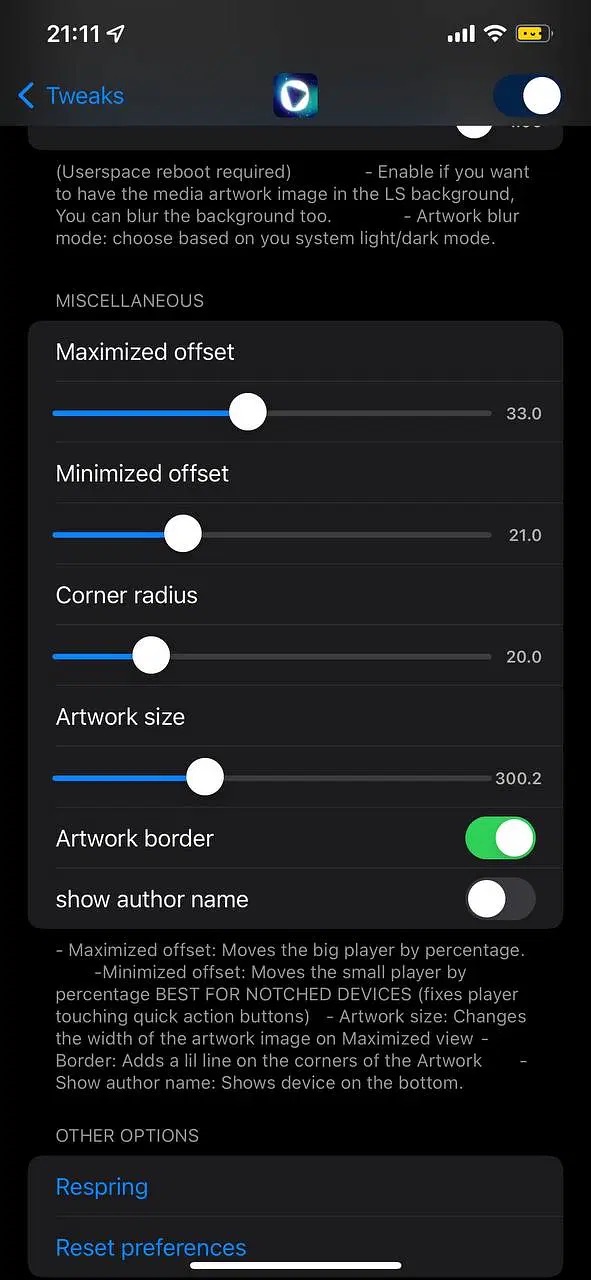 21:11
Tweaks
(Userspace reboot required) - Enable if you want
to have the media artwork image in the LS background,
You can blur the background too. - Artwork blur
mode: choose based on you system light/dark mode.
MISCELLANEOUS
Maximized offset
33.0
Minimized offset
21.0
Corner radius
20.0
Artwork size
300.2
Artwork border
show author name
- Maximized offset: Moves the big player by percentage.
-Minimized offset: Moves the small player by
percentage BEST FOR NOTCHED DEVICES (fixes player
touching quick action buttons) - Artwork size: Changes
the width of the artwork image on Maximized view -
Border: Adds a lil line on the corners of the Artwork -
Show author name: Shows device on the bottom.
OTHER OPTIONS
Respring
Reset preferences